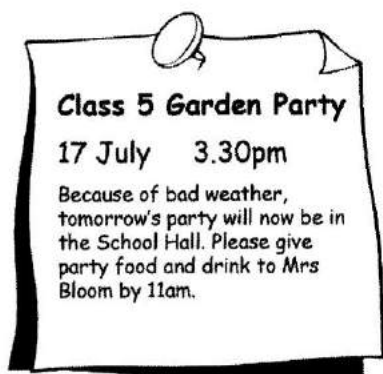 Class 5 Garden Party
17 July 3.30pm
Because of bad weather,
tomorrow's party will now be in
the School Hall. Please give
party food and drink to Mrs
Bloom by 11am.